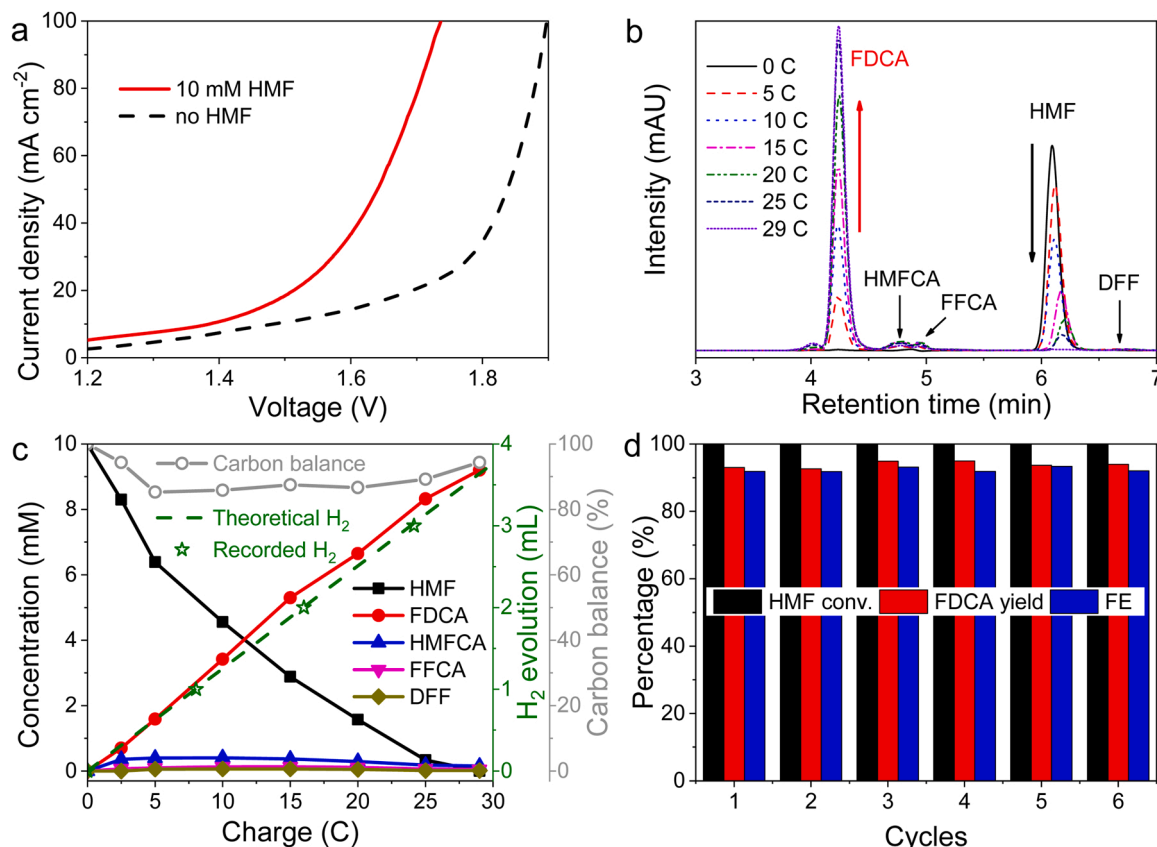 a
Current density (mA cm⁻²)
100
80
60
40
20
0
10 mM HMF
no HMF
1.2
1.4
1.6
1.8
Voltage (V)
b
Intensity (mAU)
0 C
5 C
10 C
15 C
20 C
25 C
29 C
FDCA
HMF
HMFCA
FFCA
DFF
3
4
5
6
7
Retention time (min)
c
Concentration (mM)
10
8
6
4
2
0
Carbon balance
Theoretical H₂
Recorded H₂
HMF
FDCA
HMFCA
FFCA
DFF
4
3
2
1
0
H₂ evolution (mL)
100
80
60
40
20
0
Carbon balance (%)
0
5
10
15
20
25
30
Charge (C)
d
Percentage (%)
100
80
60
40
20
0
HMF conv.
FDCA yield
FE
1
2
3
4
5
6
Cycles